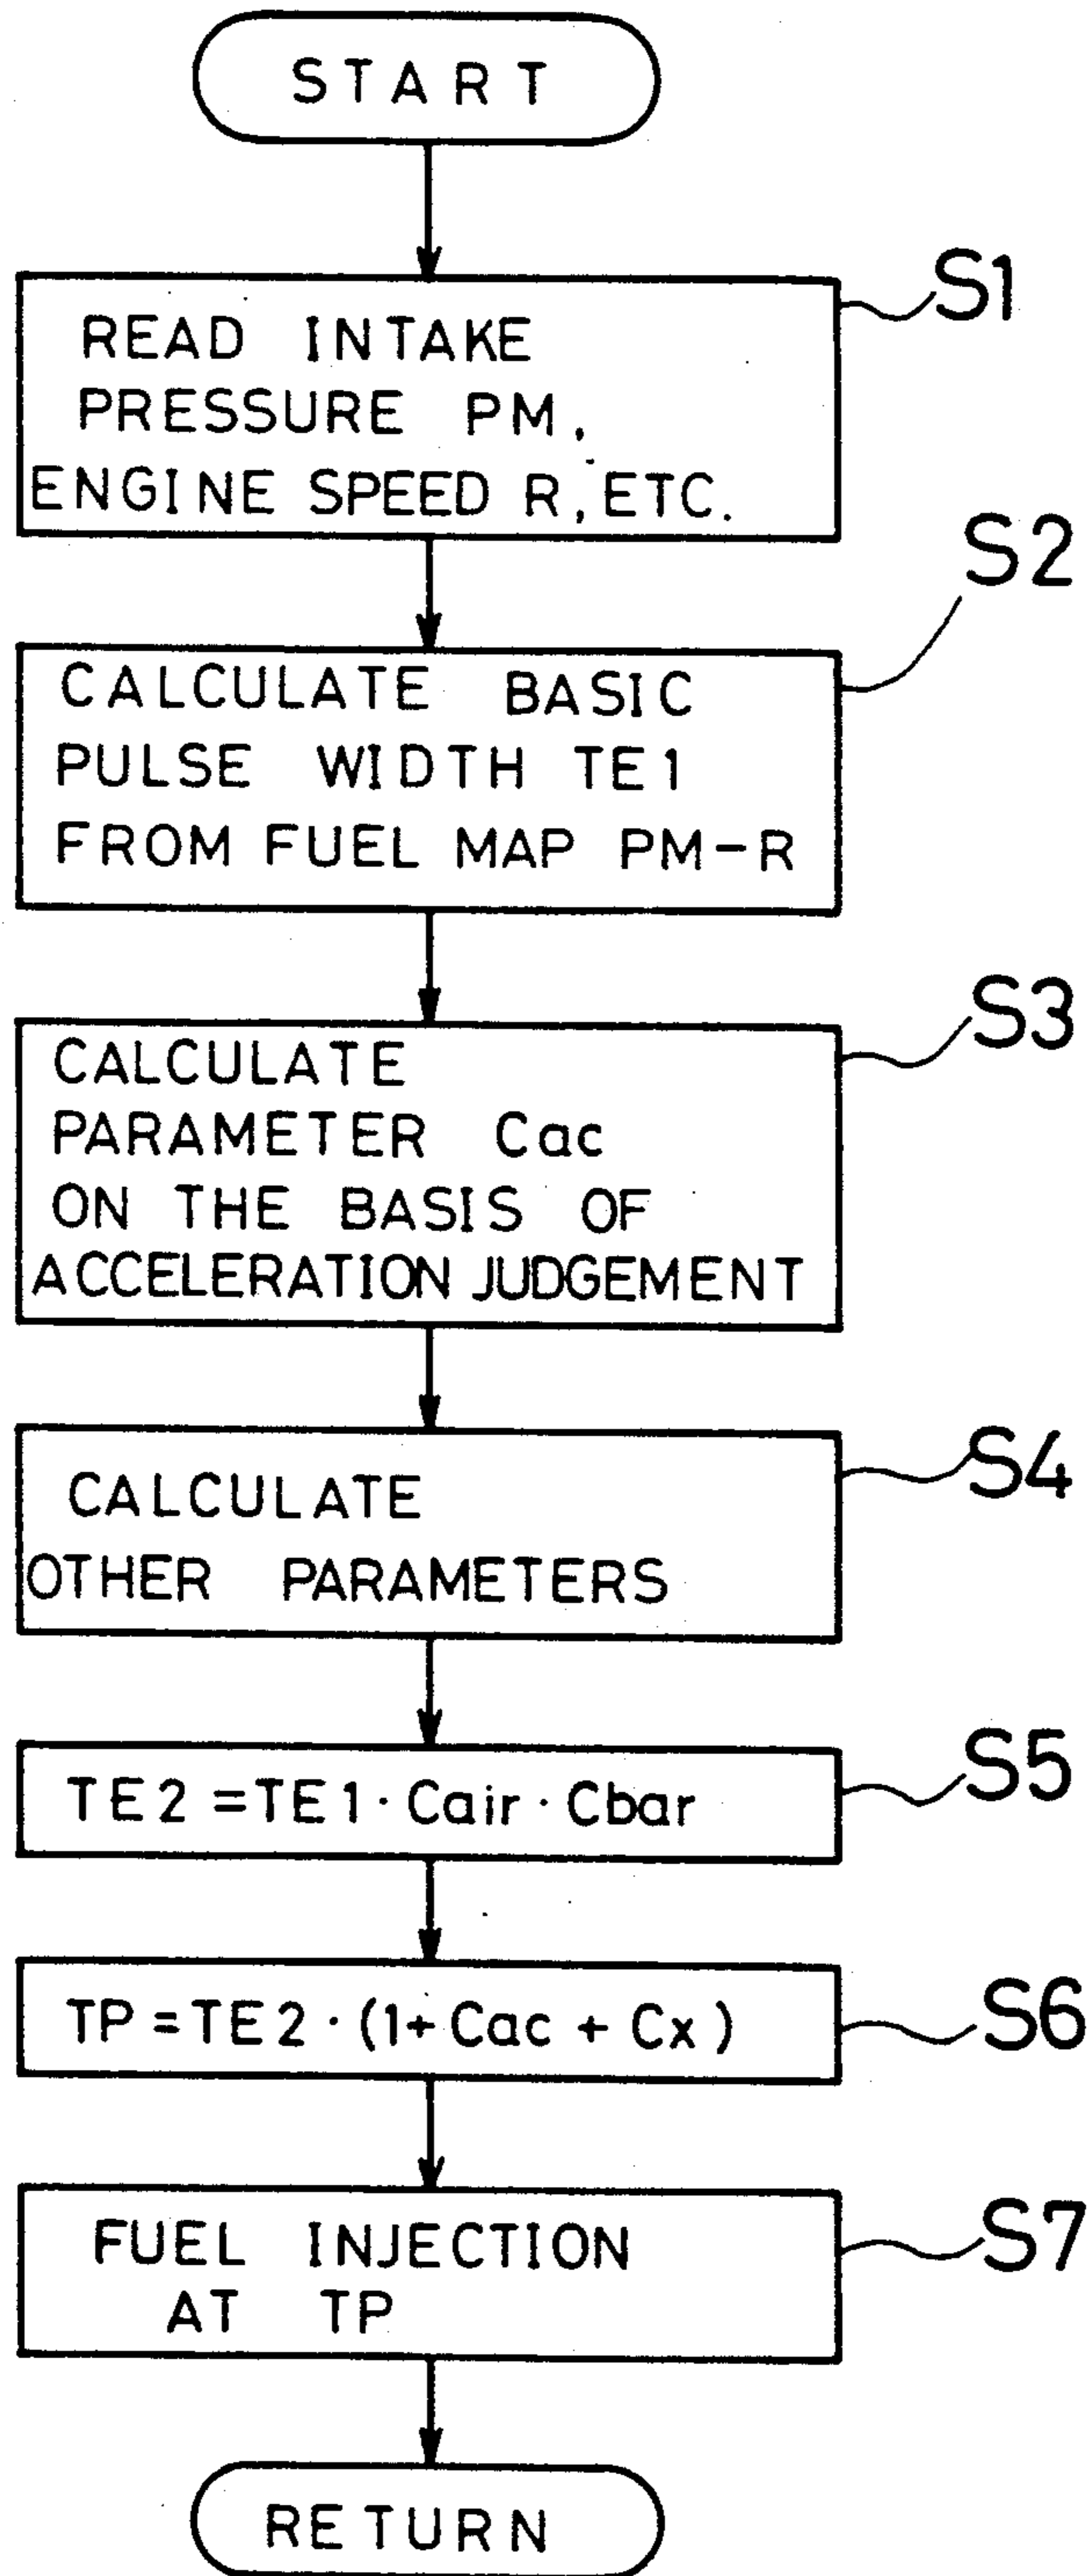 START
S1
READ INTAKE
PRESSURE PM,
ENGINE SPEED R, ETC.
S2
CALCULATE BASIC
PULSE WIDTH TE1
FROM FUEL MAP PM-R
S3
CALCULATE
PARAMETER Cac
ON THE BASIS OF
ACCELERATION JUDGEMENT
S4
CALCULATE
OTHER PARAMETERS
S5
TE2 = TE1 · Cair · Cbar
S6
TP = TE2 · (1 + Cac + Cx)
S7
FUEL INJECTION
AT TP
RETURN